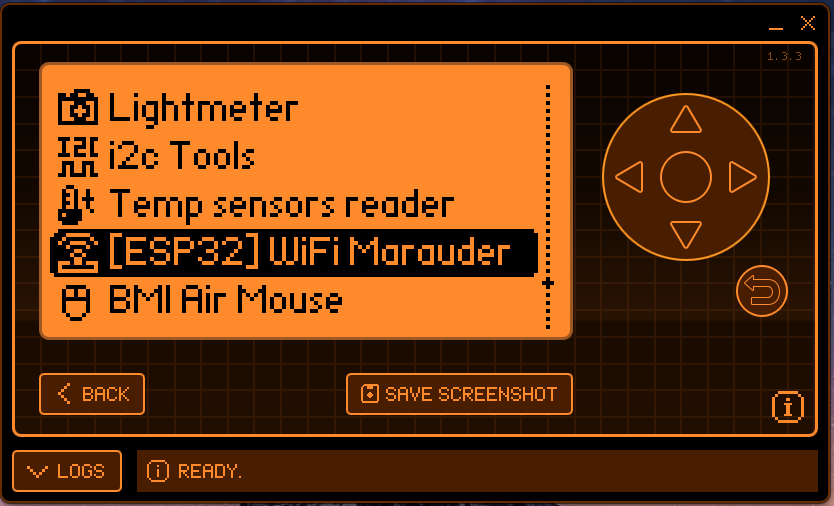 1.3.3
Lightmeter
I2C
i2c Tools
Temp sensors reader
[ESP32] WiFi Marauder
BMI Air Mouse
BACK
SAVE SCREENSHOT
LOGS
READY.